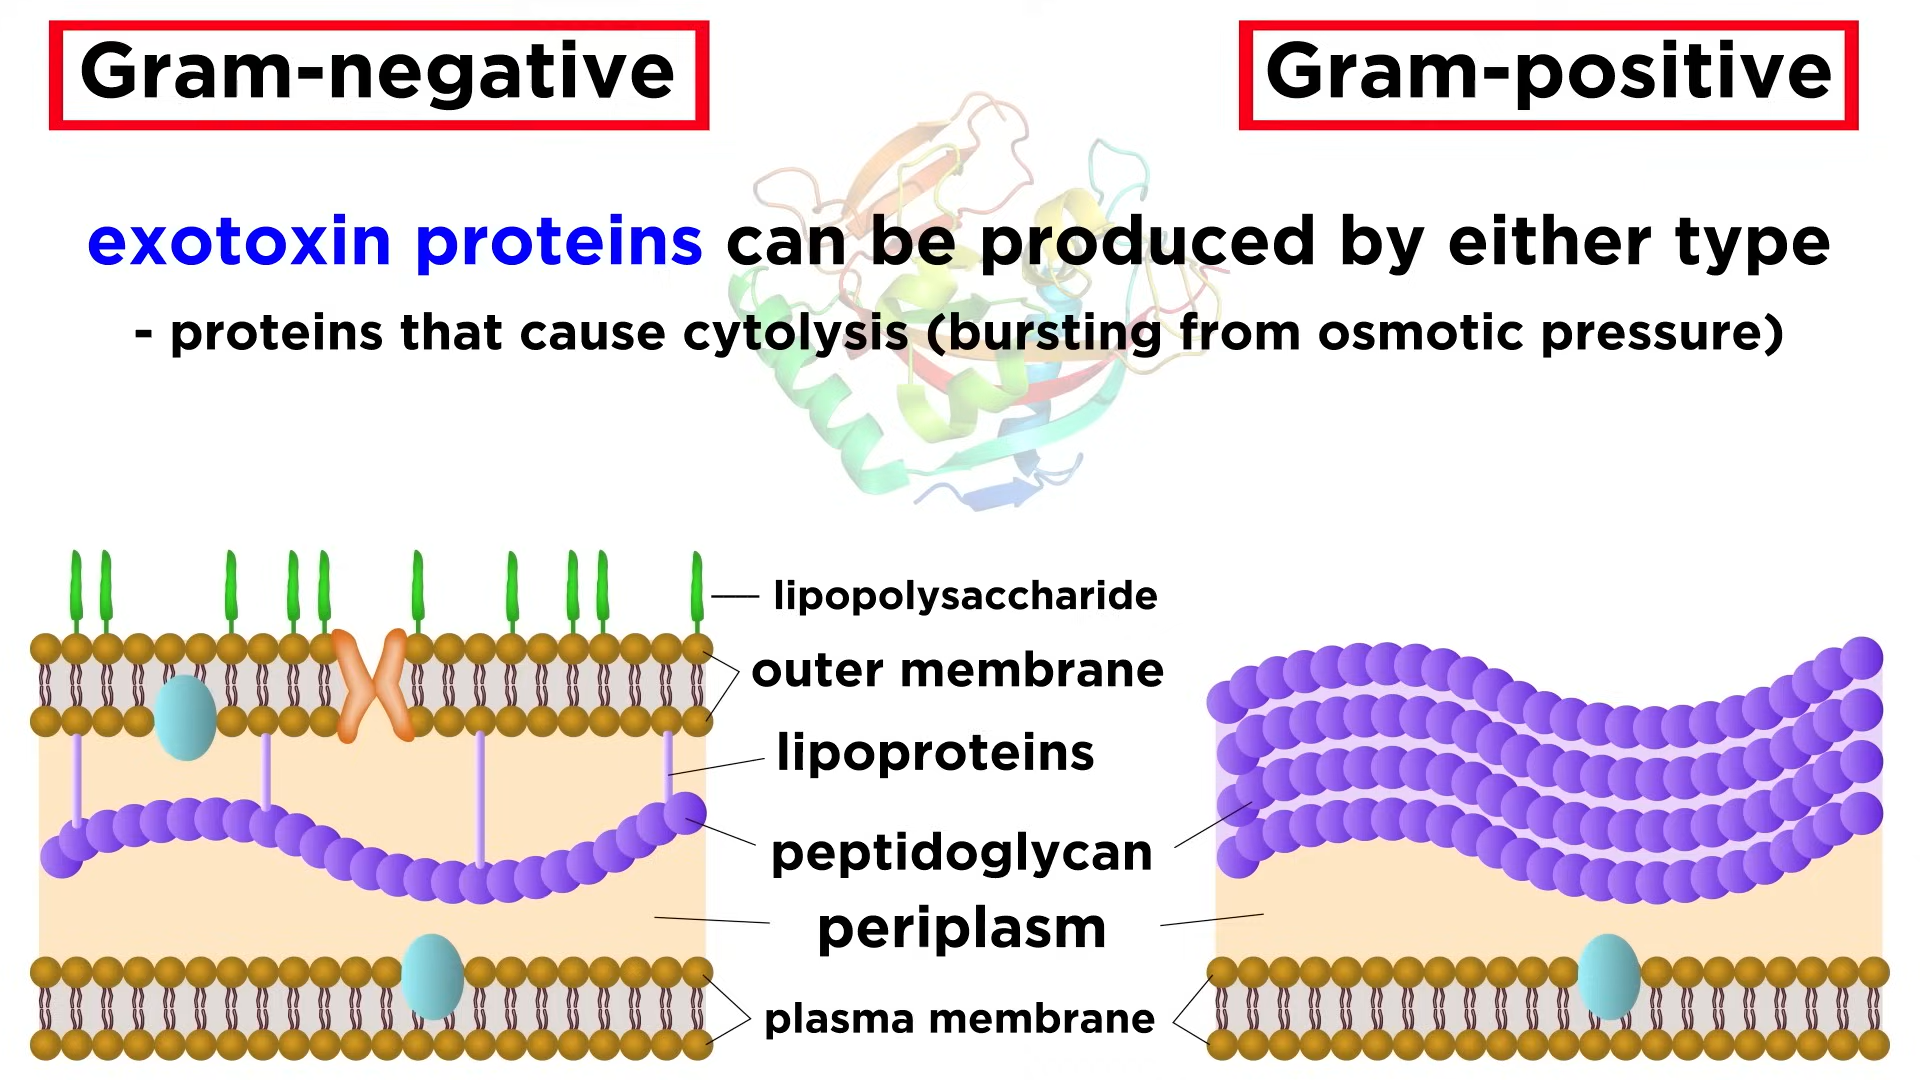 Gram-negative
Gram-positive
exotoxin proteins can be produced by either type
- proteins that cause cytolysis (bursting from osmotic pressure)
lipopolysaccharide
outer membrane
lipoproteins
peptidoglycan
periplasm
plasma membrane